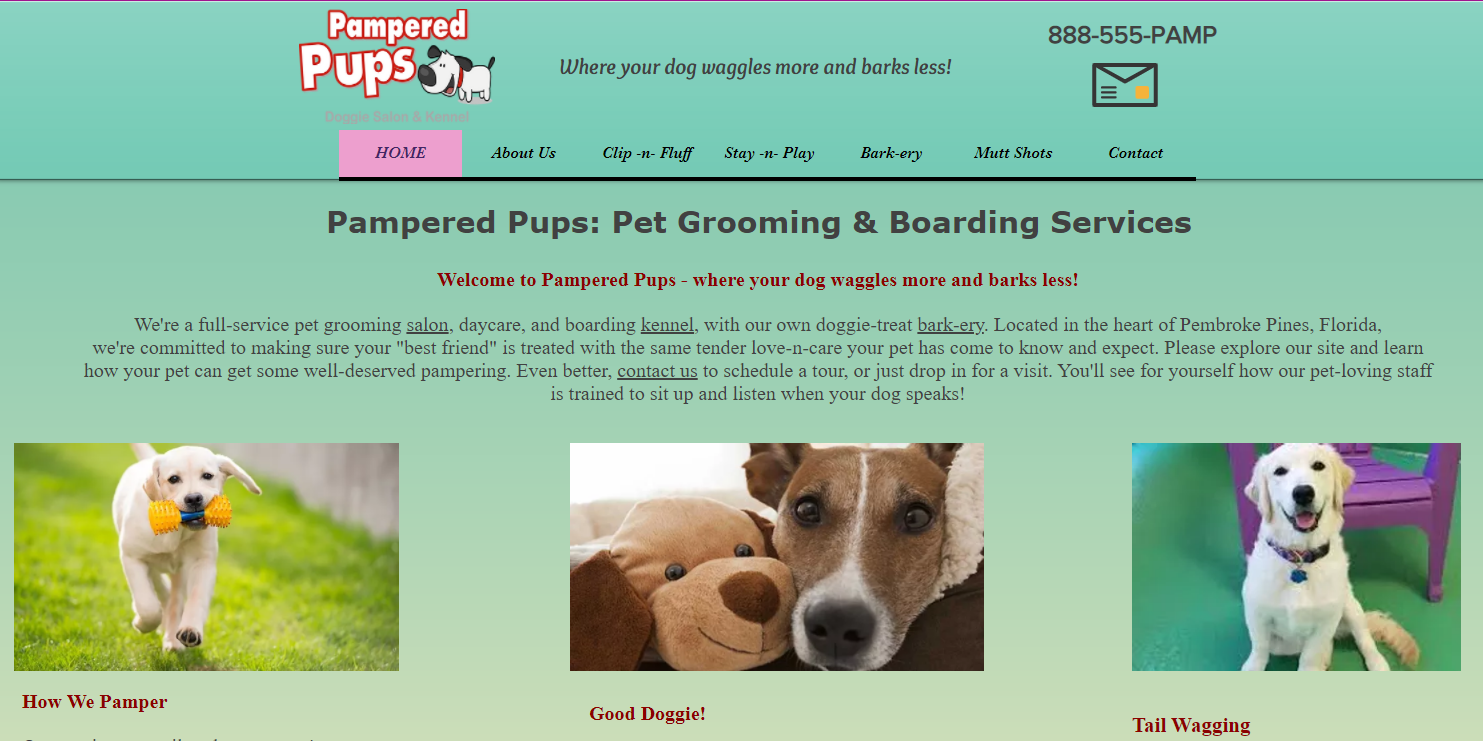 Pampered
Pups
Doggie Salon & Kennel
Where your dog waggles more and barks less!
888-555-PAMP
HOME
About Us
Clip -n- Fluff
Stay -n- Play
Bark-ery
Mutt Shots
Contact
Pampered Pups: Pet Grooming & Boarding Services
Welcome to Pampered Pups - where your dog waggles more and barks less!
We're a full-service pet grooming salon, daycare, and boarding kennel, with our own doggie-treat bark-ery. Located in the heart of Pembroke Pines, Florida,
we're committed to making sure your "best friend" is treated with the same tender love-n-care your pet has come to know and expect. Please explore our site and learn
how your pet can get some well-deserved pampering. Even better, contact us to schedule a tour, or just drop in for a visit. You'll see for yourself how our pet-loving staff
is trained to sit up and listen when your dog speaks!
How We Pamper
Good Doggie!
Tail Wagging